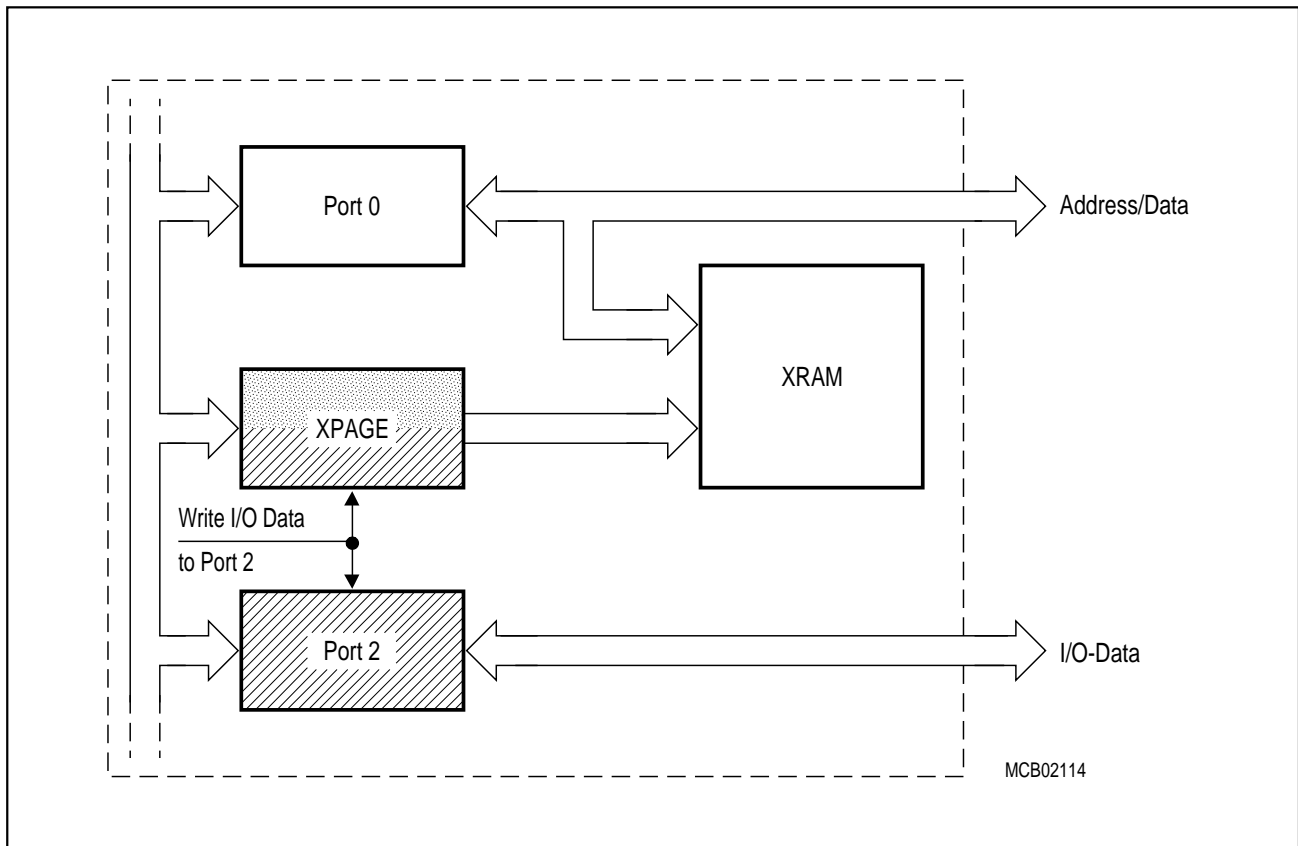 Port 0
Address/Data
XRAM
XPAGE
Write I/O Data
to Port 2
Port 2
I/O-Data
MCB02114